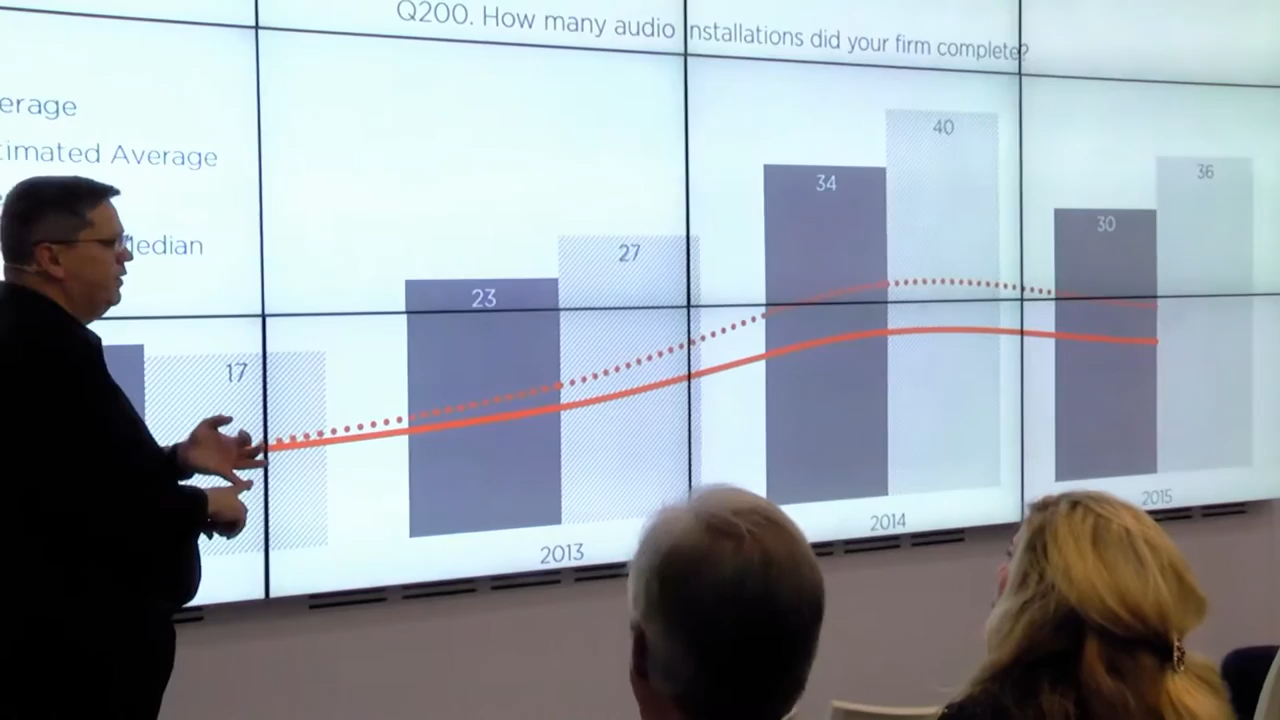 Q200. How many audio installations did your firm complete?
erage
timated Average
Median
40
34
36
30
27
23
17
2013
2014
2015